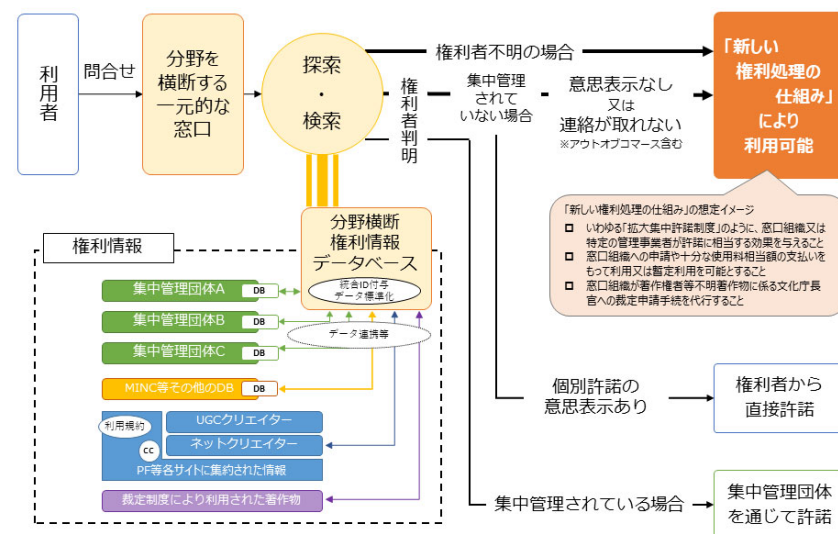 利用者
問合せ
分野を
横断する
一元的な
窓口
探索
・
検索
権利者不明の場合
権利者判明
集中管理
されて
いない場合
意思表示なし
又は
連絡が取れない
※アウトオブコマース含む
「新しい
権利処理の
仕組み」
により
利用可能
「新しい権利処理の仕組み」の想定イメージ
いわゆる「拡大集中許諾制度」のように、窓口組織又は
特定の管理事業者が許諾に相当する効果を与えること
窓口組織への申請や十分な使用料相当額の支払いを
もって利用又は暫定利用を可能とすること
窓口組織が著作権者等不明著作物に係る文化庁長
官への裁定申請手続を代行すること
分野横断
権利情報
データベース
統合ID付与
データ標準化
データ連携等
権利情報
集中管理団体A
DB
集中管理団体B
DB
集中管理団体C
DB
MINC等その他のDB
DB
利用規約
cc
UGCクリエイター
ネットクリエイター
PF等各サイトに集約された情報
裁定制度により利用された著作物
個別許諾の
意思表示あり
権利者から
直接許諾
集中管理されている場合
集中管理団体
を通じて許諾